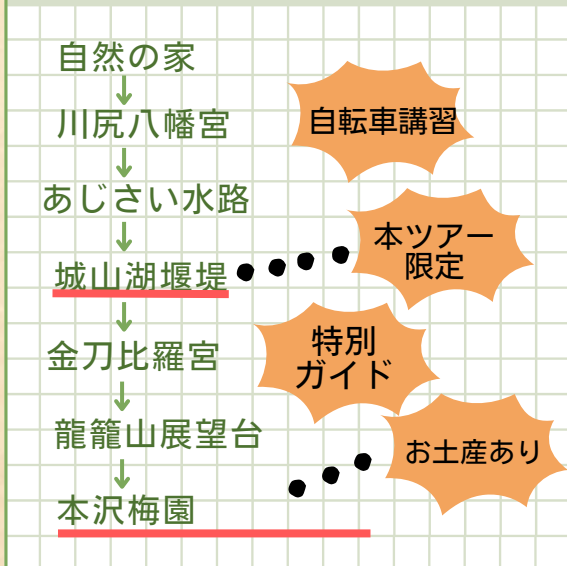 自然の家
↓
川尻八幡宮
↓
あじさい水路
↓
城山湖堰堤
↓
金刀比羅宮
↓
龍籠山展望台
↓
本沢梅園
自転車講習
本ツアー
限定
特別
ガイド
お土産あり